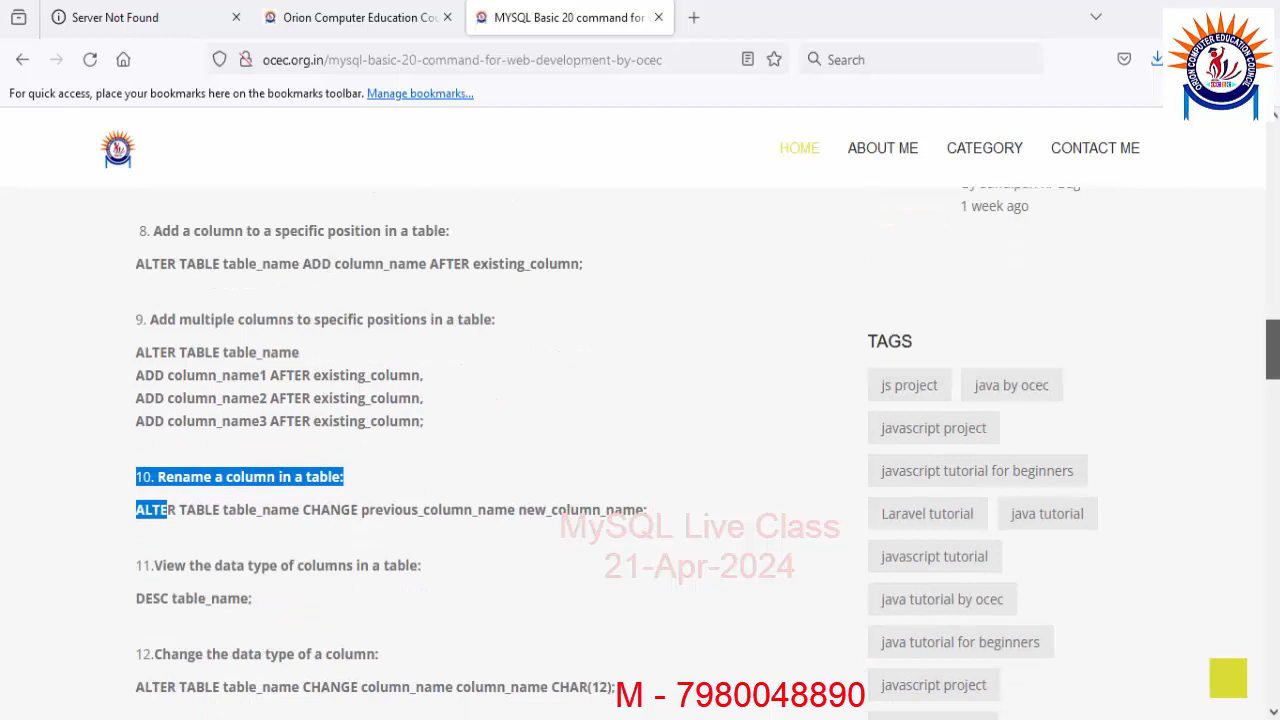 Server Not Found
Orion Computer Education Cou
MYSQL Basic 20 command for
ocec.org.in/mysql-basic-20-command-for-web-development-by-ocec
Search
For quick access, place your bookmarks here on the bookmarks toolbar. Manage bookmarks...
ORION COMPUTER EDUCATION COUNCIL
HOME
ABOUT ME
CATEGORY
CONTACT ME
1 week ago
8. Add a column to a specific position in a table:
ALTER TABLE table_name ADD column_name AFTER existing_column;
9. Add multiple columns to specific positions in a table:
ALTER TABLE table_name
ADD column_name1 AFTER existing_column,
ADD column_name2 AFTER existing_column,
ADD column_name3 AFTER existing_column;
10. Rename a column in a table:
ALTER TABLE table_name CHANGE previous_column_name new_column_name;
11.View the data type of columns in a table:
DESC table_name;
12.Change the data type of a column:
ALTER TABLE table_name CHANGE column_name column_name CHAR(12);
TAGS
js project
java by ocec
javascript project
javascript tutorial for beginners
Laravel tutorial
java tutorial
javascript tutorial
java tutorial by ocec
java tutorial for beginners
javascript project
MySQL Live Class
21-Apr-2024
M - 7980048890